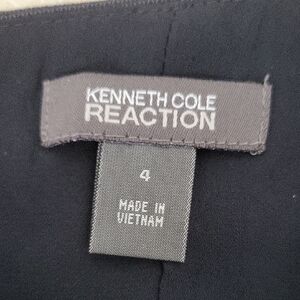 KENNETH COLE
REACTION
4
MADE IN
VIETNAM